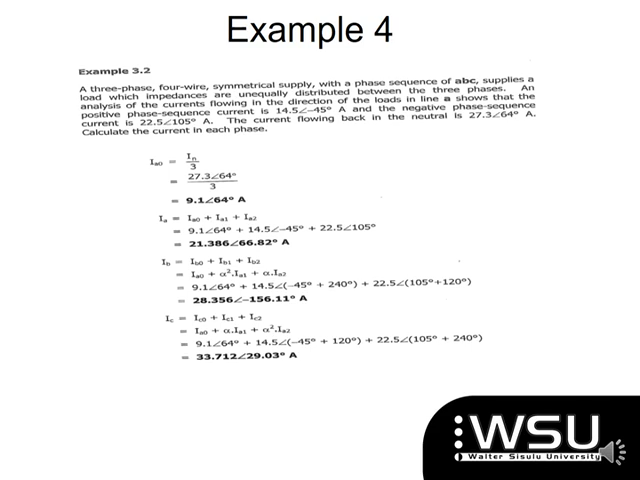 Example 4
Example 3.2
A three-phase, four-wire, symmetrical supply, with a phase sequence of abc, supplies a
load which impedances are unequally distributed between the three phases. An
analysis of the currents flowing in the direction of the loads in line a shows that the
positive phase-sequence current is 14.5∠-45° A and the negative phase-sequence
current is 22.5∠105° A. The current flowing back in the neutral is 27.3∠64° A.
Calculate the current in each phase.
Ia0 = In/3
= 27.3∠64°/3
= 9.1∠64° A
Ia = Ia0 + Ia1 + Ia2
= 9.1∠64° + 14.5∠-45° + 22.5∠105°
= 21.386∠66.82° A
Ib = Ib0 + Ib1 + Ib2
= Ia0 + α².Ia1 + α.Ia2
= 9.1∠64° + 14.5∠(-45° + 240°) + 22.5∠(105°+120°)
= 28.356∠-156.11° A
Ic = Ic0 + Ic1 + Ic2
= Ia0 + α.Ia1 + α².Ia2
= 9.1∠64° + 14.5∠(-45° + 120°) + 22.5∠(105° + 240°)
= 33.712∠29.03° A
WSU
Walter Sisulu University